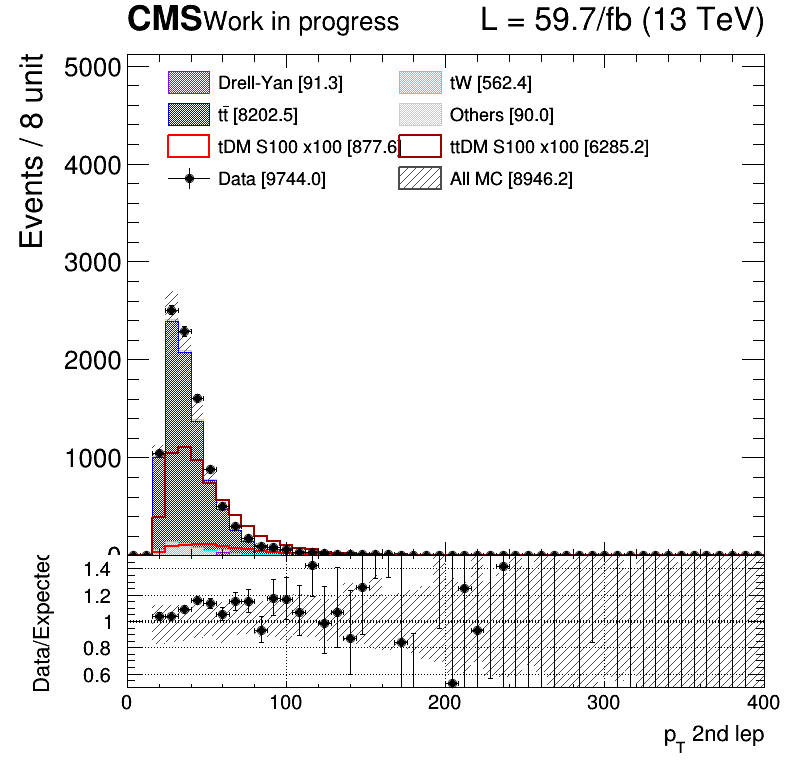 CMS Work in progress L = 59.7/fb (13 TeV)
Events / 8 unit
5000
4000
3000
2000
1000
0
Drell-Yan [91.3] tW [562.4]
tt̄ [8202.5] Others [90.0]
tDM S100 x100 [877.6] ttDM S100 x100 [6285.2]
Data [9744.0] All MC [8946.2]
Data/Expected
1.4
1.2
1
0.8
0.6
0 100 200 300 400
p_T 2nd lep